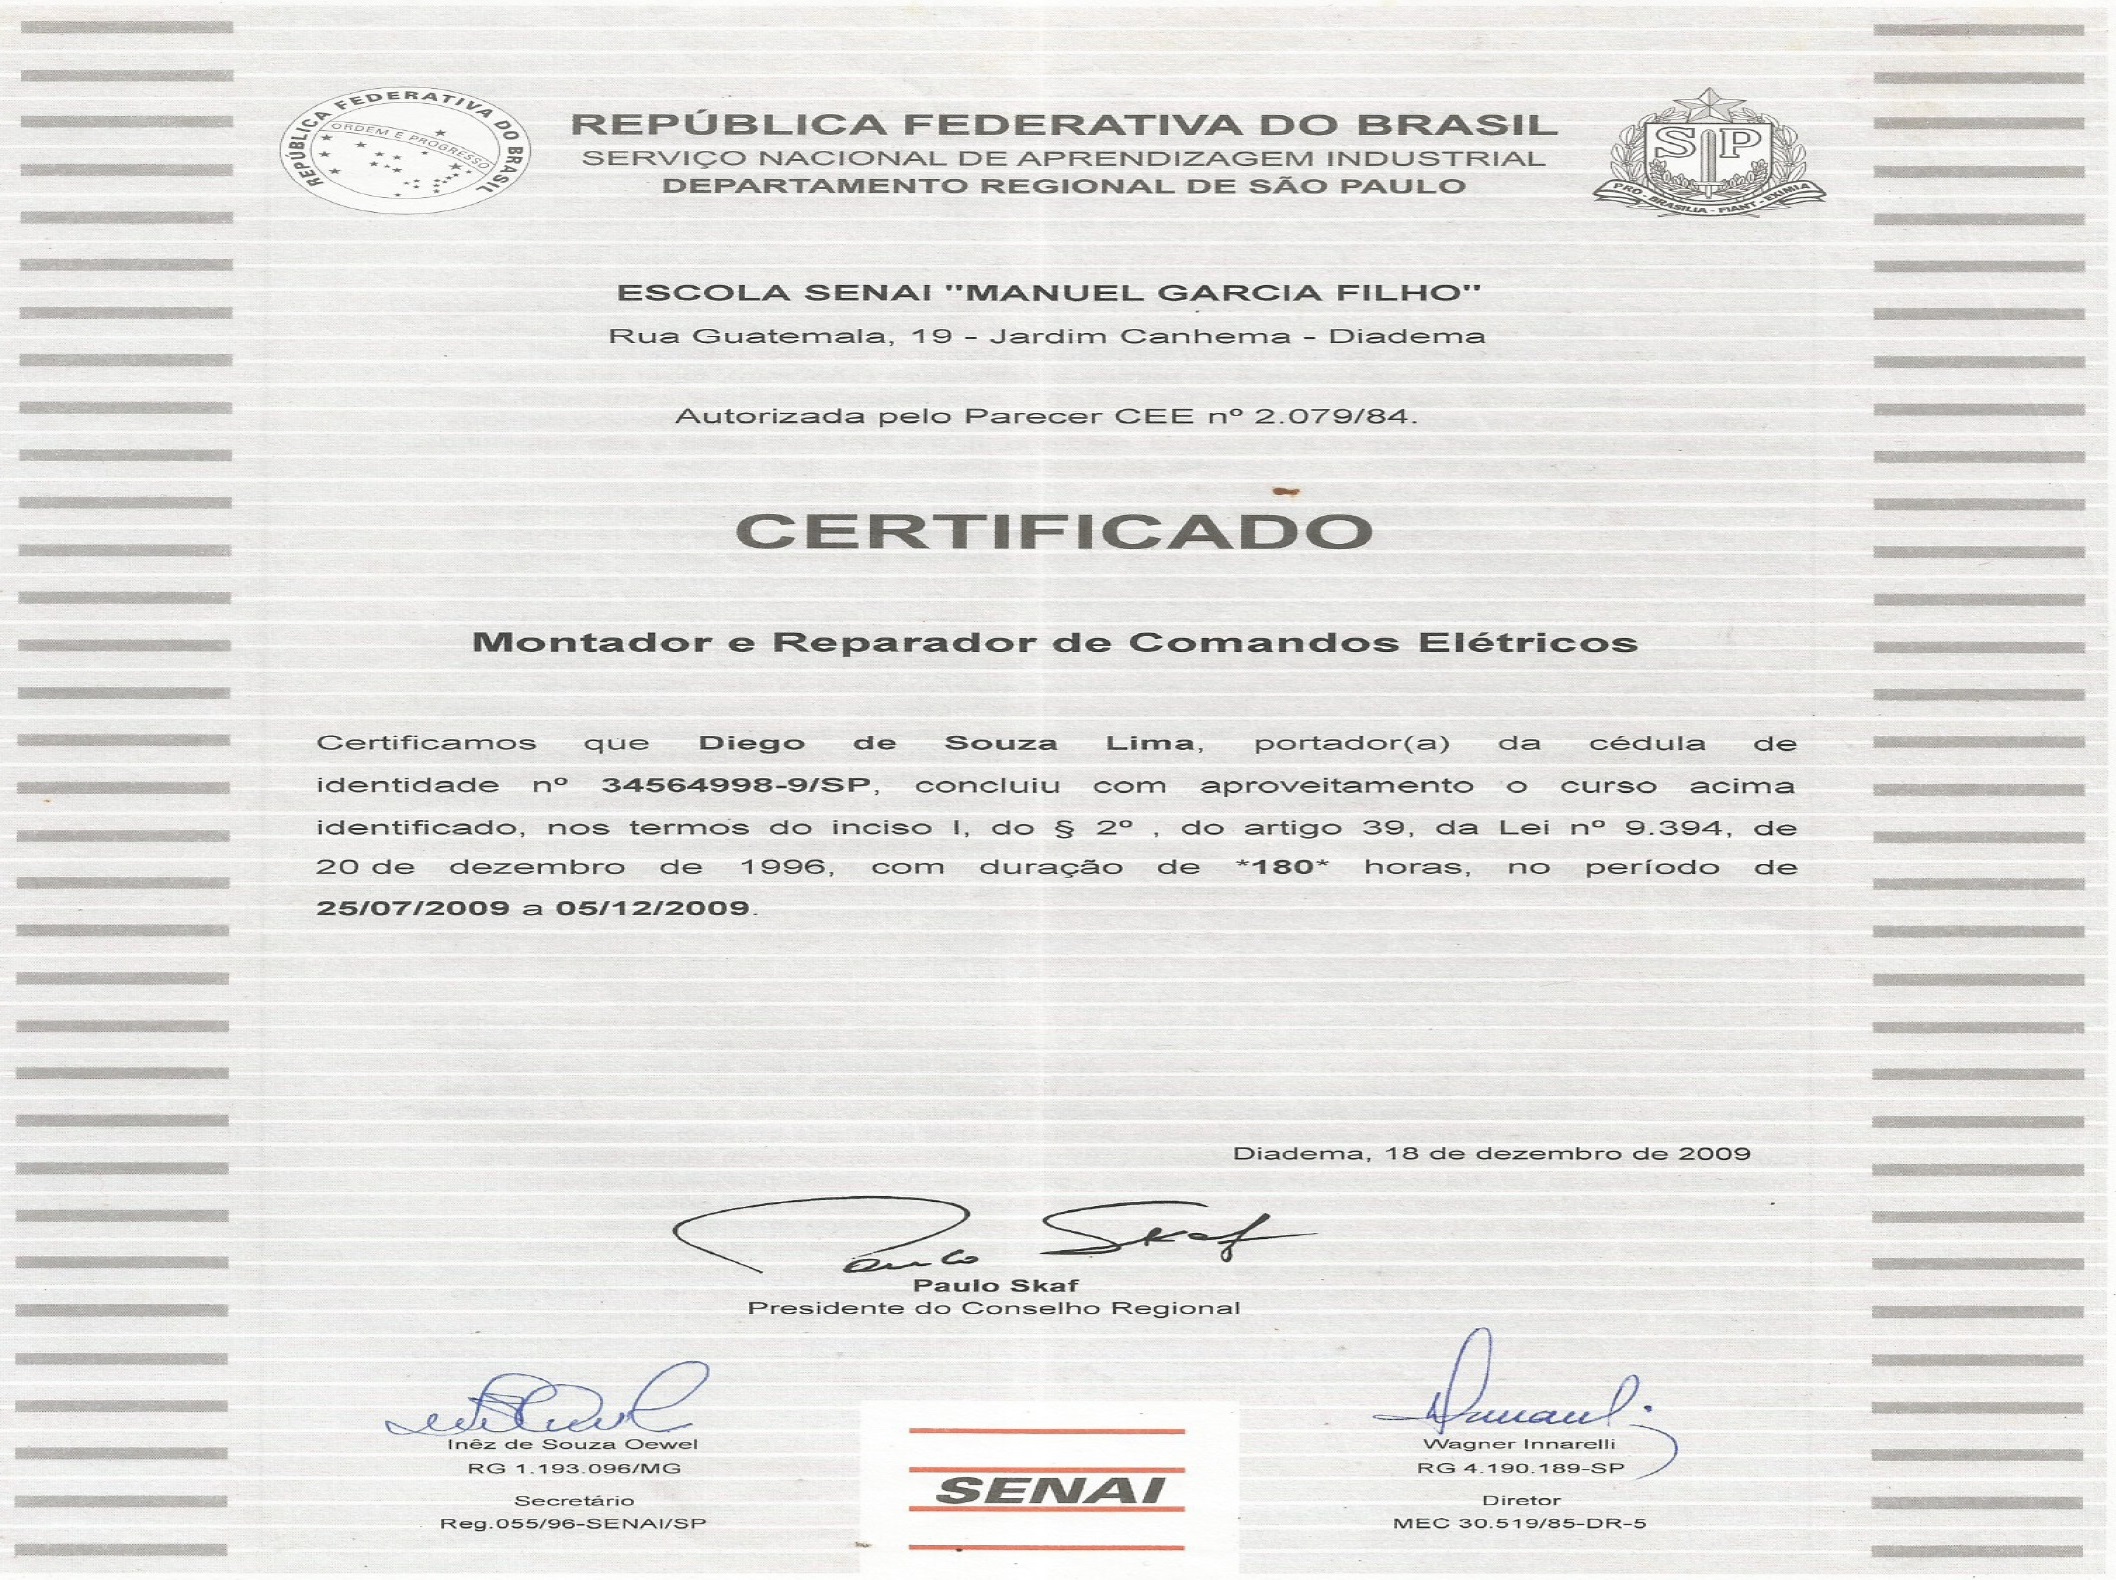 REPÚBLICA FEDERATIVA DO BRASIL
ORDEM E PROGRESSO
REPÚBLICA FEDERATIVA DO BRASIL
SERVIÇO NACIONAL DE APRENDIZAGEM INDUSTRIAL
DEPARTAMENTO REGIONAL DE SÃO PAULO
SP
PRO BRASILIA - FIANT - EXIMIA
ESCOLA SENAI "MANUEL GARCIA FILHO"
Rua Guatemala, 19 - Jardim Canhema - Diadema
Autorizada pelo Parecer CEE nº 2.079/84.
CERTIFICADO
Montador e Reparador de Comandos Elétricos
Certificamos que Diego de Souza Lima, portador(a) da cédula de
identidade nº 34564998-9/SP, concluiu com aproveitamento o curso acima
identificado, nos termos do inciso I, do § 2º , do artigo 39, da Lei nº 9.394, de
20 de dezembro de 1996, com duração de *180* horas, no período de
25/07/2009 a 05/12/2009.
Diadema, 18 de dezembro de 2009
Paulo Skaf
Paulo Skaf
Presidente do Conselho Regional
Inêz de Souza Oewel
RG 1.193.096/MG
Secretário
Reg.055/96-SENAI/SP
SENAI
Wagner Innarelli
RG 4.190.189-SP
Diretor
MEC 30.519/85-DR-5